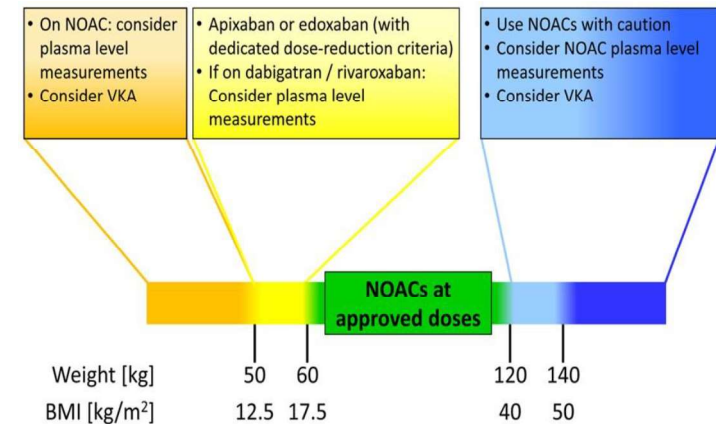 • On NOAC: consider
plasma level
measurements
• Consider VKA
• Apixaban or edoxaban (with
dedicated dose-reduction criteria)
• If on dabigatran / rivaroxaban:
Consider plasma level
measurements
• Use NOACs with caution
• Consider NOAC plasma level
measurements
• Consider VKA
NOACs at
approved doses
Weight [kg] 50 60 120 140
BMI [kg/m²] 12.5 17.5 40 50